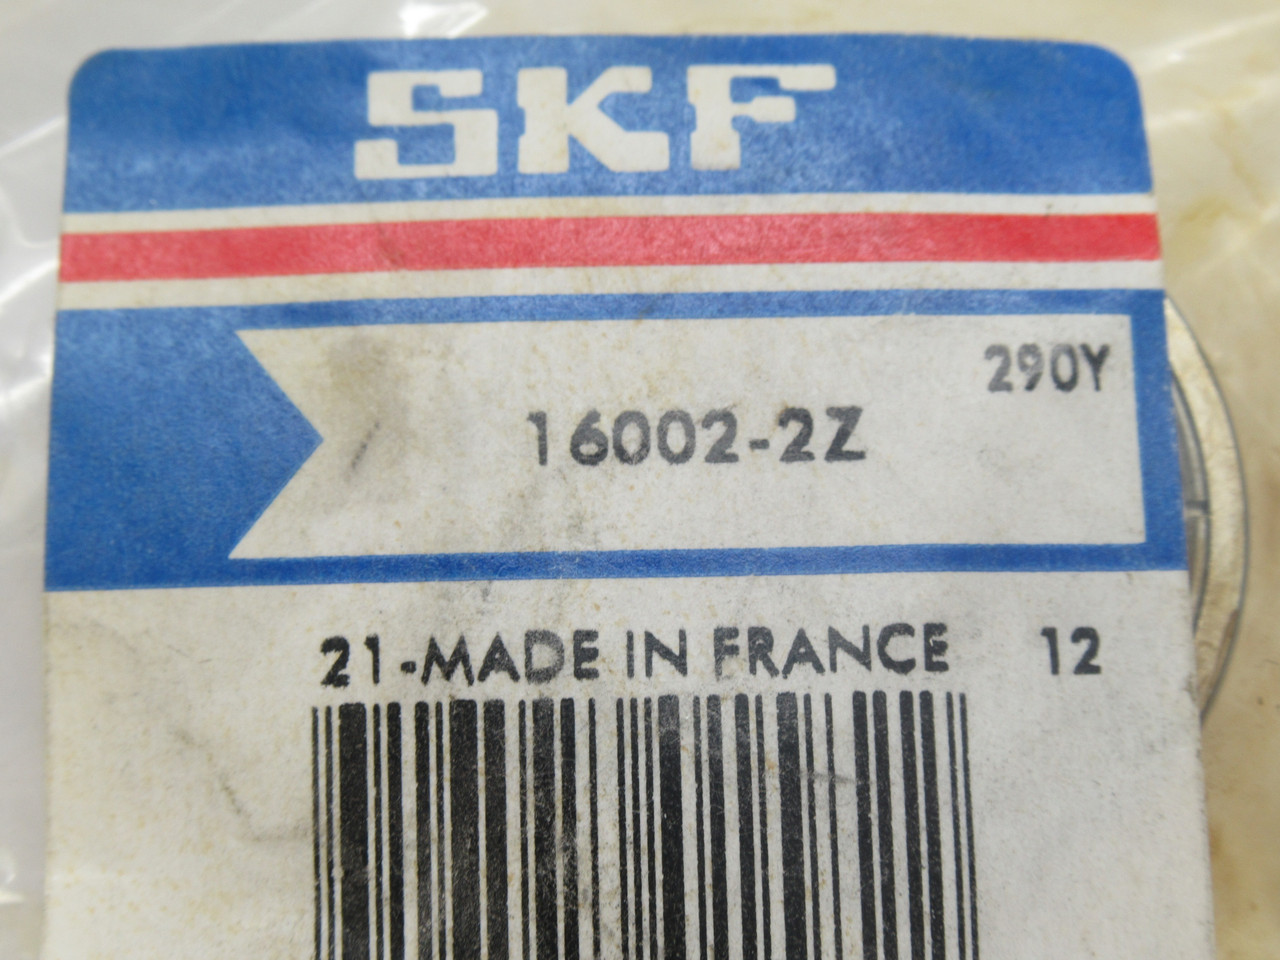 SKF
290Y
16002-2Z
21-MADE IN FRANCE 12